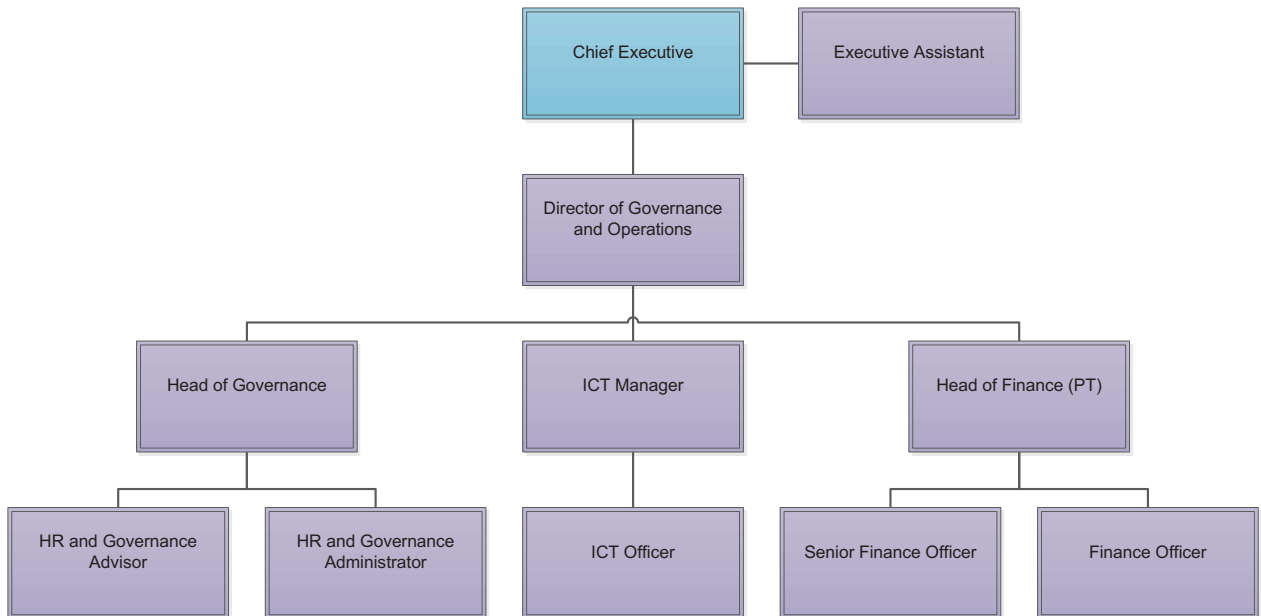 Chief Executive
Executive Assistant
Director of Governance
and Operations
Head of Governance
ICT Manager
Head of Finance (PT)
HR and Governance
Advisor
HR and Governance
Administrator
ICT Officer
Senior Finance Officer
Finance Officer